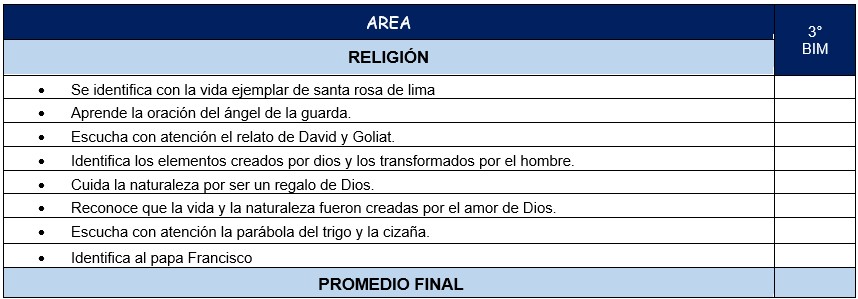 AREA
3°
BIM
RELIGIÓN
• Se identifica con la vida ejemplar de santa rosa de lima
• Aprende la oración del ángel de la guarda.
• Escucha con atención el relato de David y Goliat.
• Identifica los elementos creados por dios y los transformados por el hombre.
• Cuida la naturaleza por ser un regalo de Dios.
• Reconoce que la vida y la naturaleza fueron creadas por el amor de Dios.
• Escucha con atención la parábola del trigo y la cizaña.
• Identifica al papa Francisco
PROMEDIO FINAL